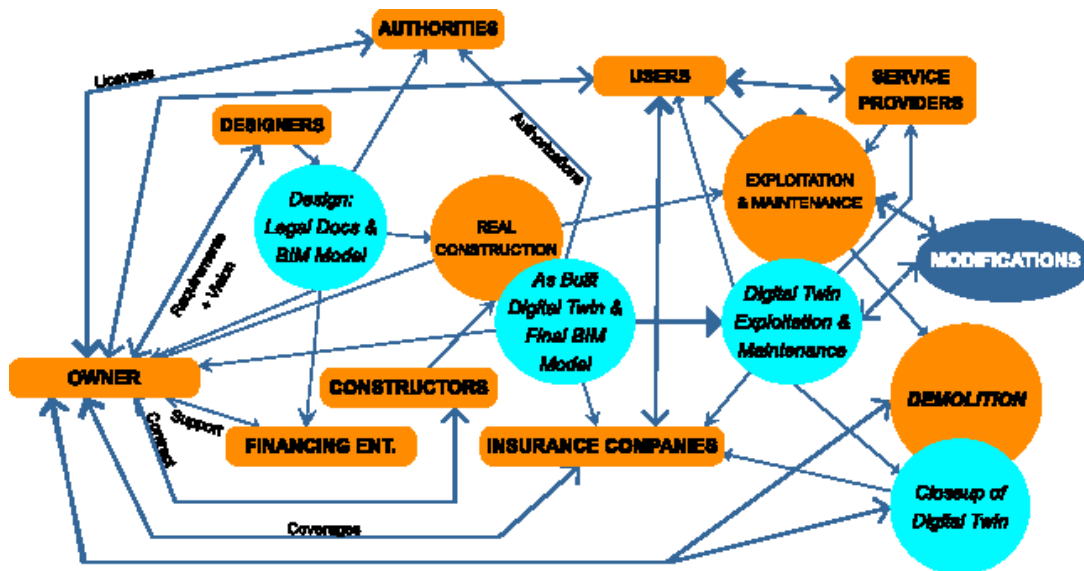 AUTHORITIES
Licenses
USERS
SERVICE
PROVIDERS
DESIGNERS
Authorizations
Design:
Legal Docs &
BIM Model
REAL
CONSTRUCTION
EXPLOITATION
& MAINTENANCE
Requirements
+ Vision
As Built
Digital Twin &
Final BIM
Model
Digital Twin
Exploitation &
Maintenance
MODIFICATIONS
OWNER
CONSTRUCTORS
DEMOLITION
Support
Contract
FINANCING ENT.
INSURANCE COMPANIES
Closeup of
Digital Twin
Coverages